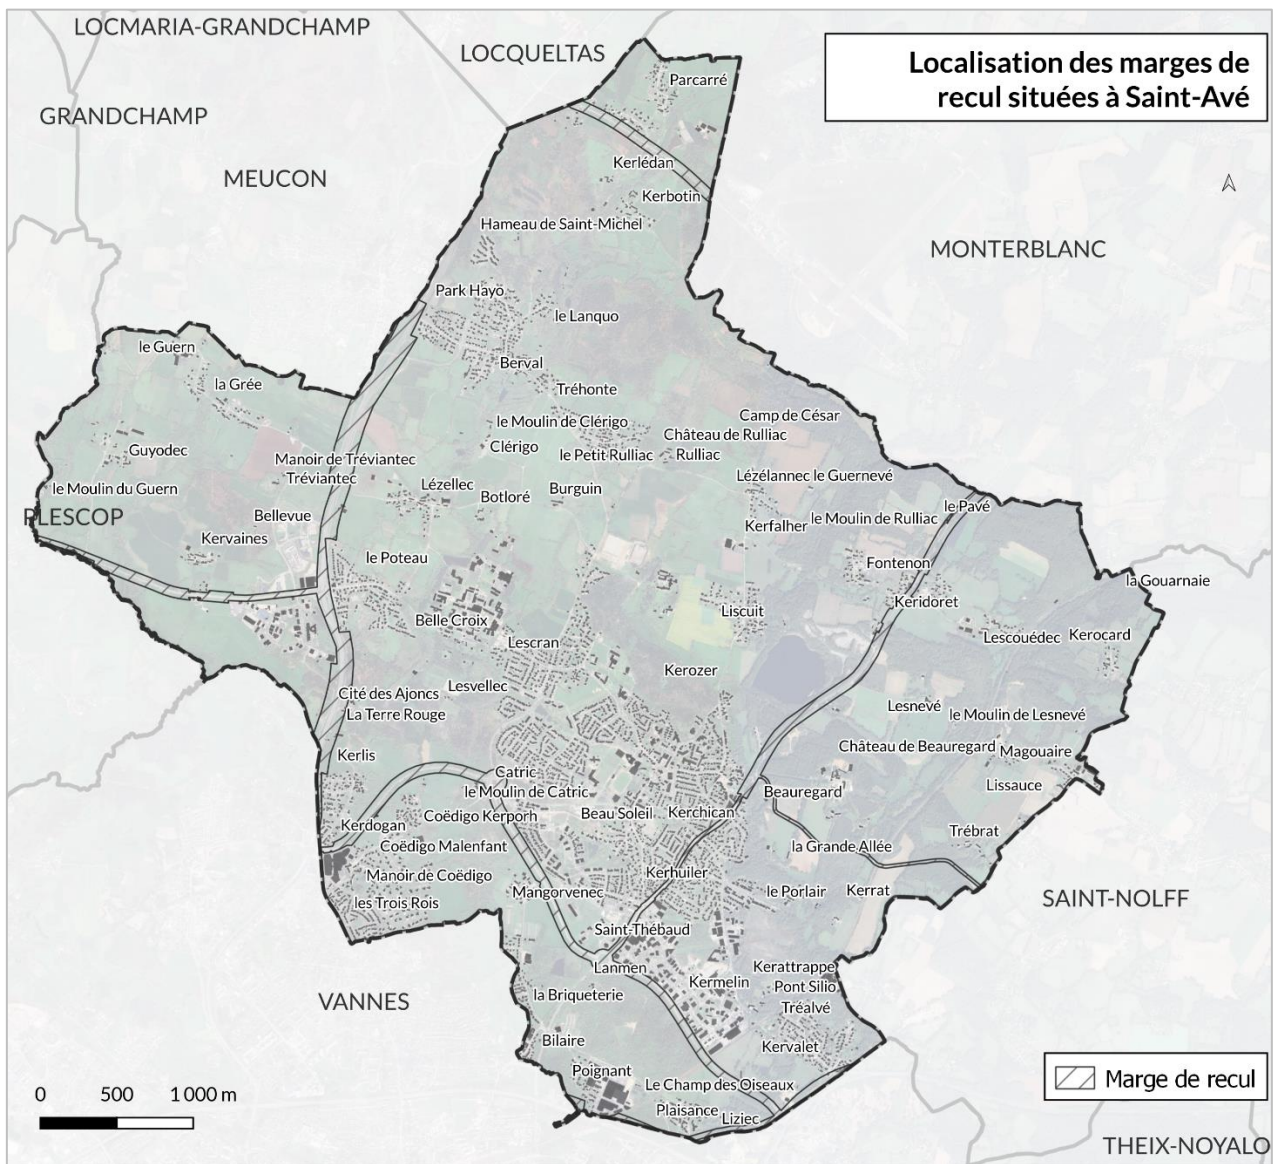 LOCMARIA-GRANDCHAMP
LOCQUELTAS
Localisation des marges de
recul situées à Saint-Avé
Parcarré
GRANDCHAMP
Kerlédan
MEUCON
Kerbotin
Hameau de Saint-Michel
MONTERBLANC
Park Hayo
le Lanquo
le Guern
Berval
la Grée
Tréhonte
Camp de César
le Moulin de Clérigo
Château de Rulliac
Clérigo
Guyodec
le Petit Rulliac
Rulliac
Manoir de Tréviantec
Tréviantec
Lézélannec le Guernevé
Lézellec
le Moulin du Guern
Burguin
Botloré
le Pavé
PLESCOP
Bellevue
le Moulin de Rulliac
Kerfalher
Kervaines
le Poteau
Fontenon
la Gouarnaie
Keridoret
Liscuit
Belle Croix
Lescouédec
Kerocard
Lescran
Kerozer
Lesvellec
Cité des Ajoncs
La Terre Rouge
Lesnevé
le Moulin de Lesnevé
Château de Beauregard
Magouaire
Kerlis
Catric
Lissauce
le Moulin de Catric
Beauregard
Coëdigo Kerporh
Beau Soleil
Kerchican
Kerdogan
Trébrat
Coëdigo Malenfant
la Grande Allée
Manoir de Coëdigo
Kerhuiler
Mangorvenec
le Porlair
Kerrat
SAINT-NOLFF
les Trois Rois
Saint-Thébaud
Lanmen
Kerattrappe
Kermelin
Pont Silio
la Briqueterie
VANNES
Tréalvé
Bilaire
Kervalet
Poignant
Le Champ des Oiseaux
Marge de recul
0 500 1 000 m
Plaisance
Liziec
THEIX-NOYALO